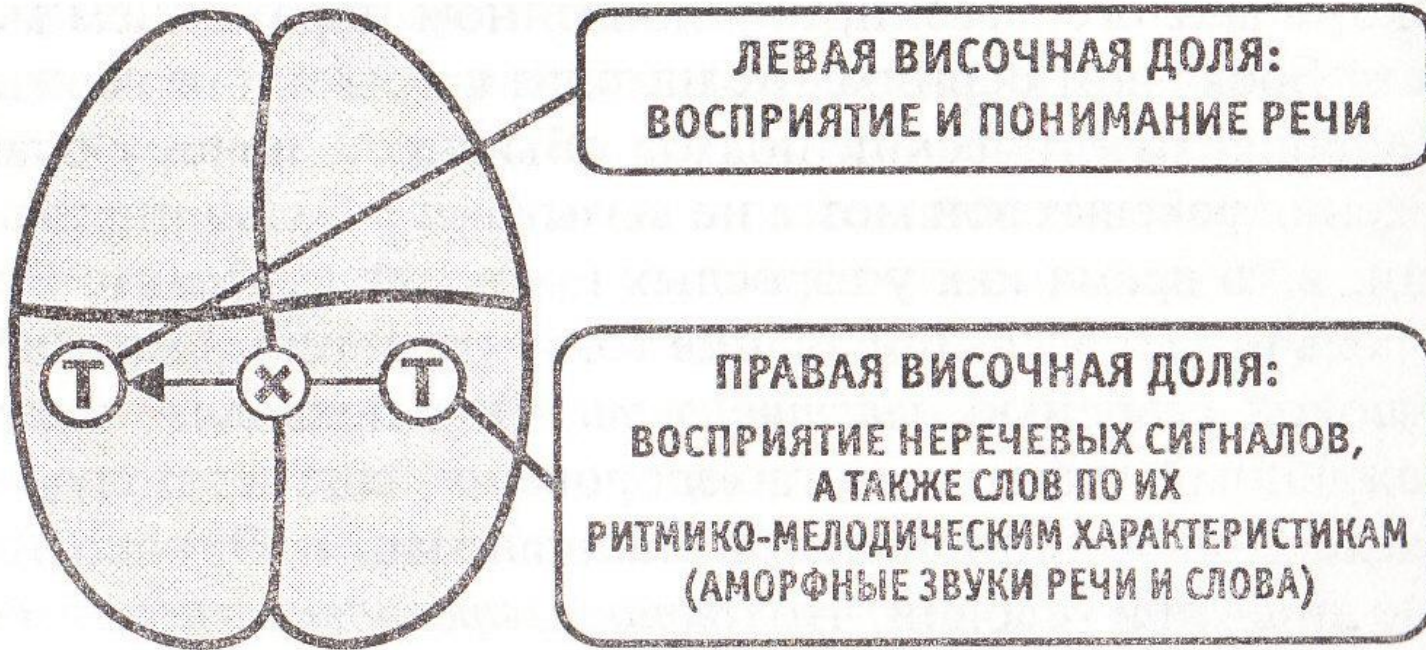 ЛЕВАЯ ВИСОЧНАЯ ДОЛЯ:
ВОСПРИЯТИЕ И ПОНИМАНИЕ РЕЧИ
Т × Т
ПРАВАЯ ВИСОЧНАЯ ДОЛЯ:
ВОСПРИЯТИЕ НЕРЕЧЕВЫХ СИГНАЛОВ,
А ТАКЖЕ СЛОВ ПО ИХ
РИТМИКО-МЕЛОДИЧЕСКИМ ХАРАКТЕРИСТИКАМ
(АМОРФНЫЕ ЗВУКИ РЕЧИ И СЛОВА)